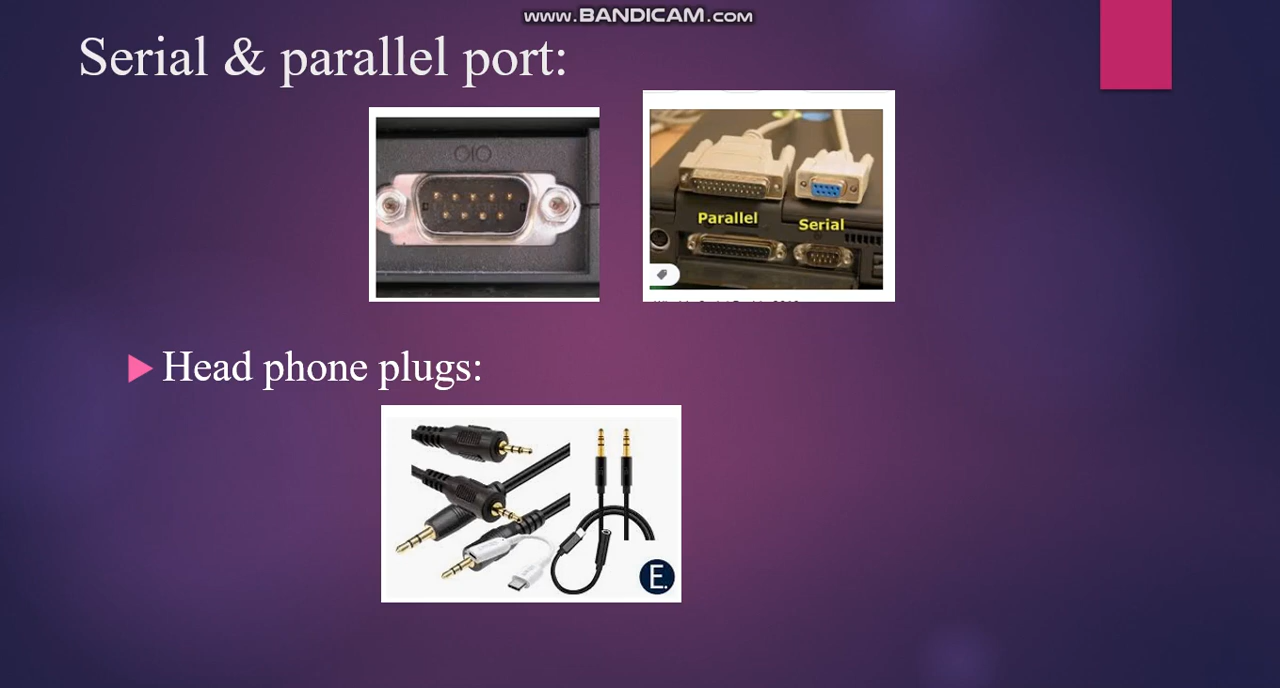 www.BANDICAM.com
Serial & parallel port:
Parallel
Serial
Head phone plugs:
E.